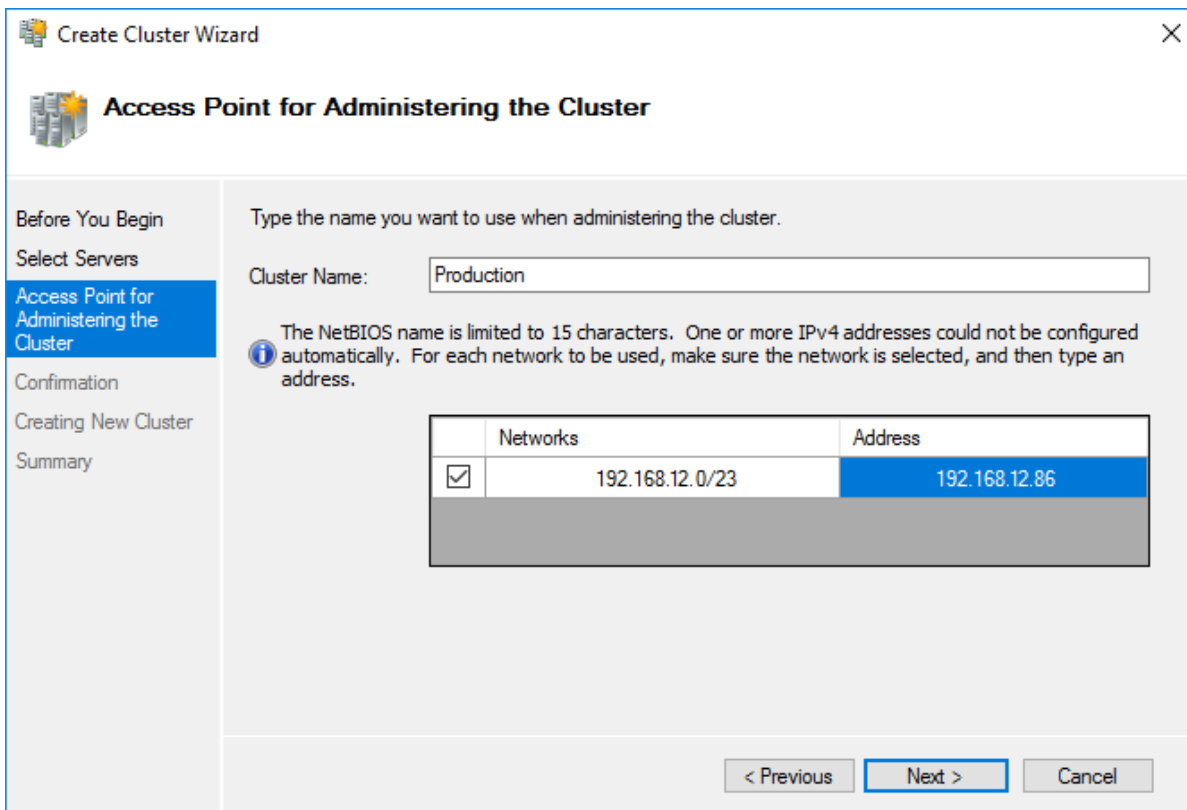 Create Cluster Wizard
Access Point for Administering the Cluster
Before You Begin
Select Servers
Access Point for
Administering the
Cluster
Confirmation
Creating New Cluster
Summary
Type the name you want to use when administering the cluster.
Cluster Name: Production
The NetBIOS name is limited to 15 characters. One or more IPv4 addresses could not be configured
automatically. For each network to be used, make sure the network is selected, and then type an
address.
Networks Address
192.168.12.0/23 192.168.12.86
< Previous Next > Cancel